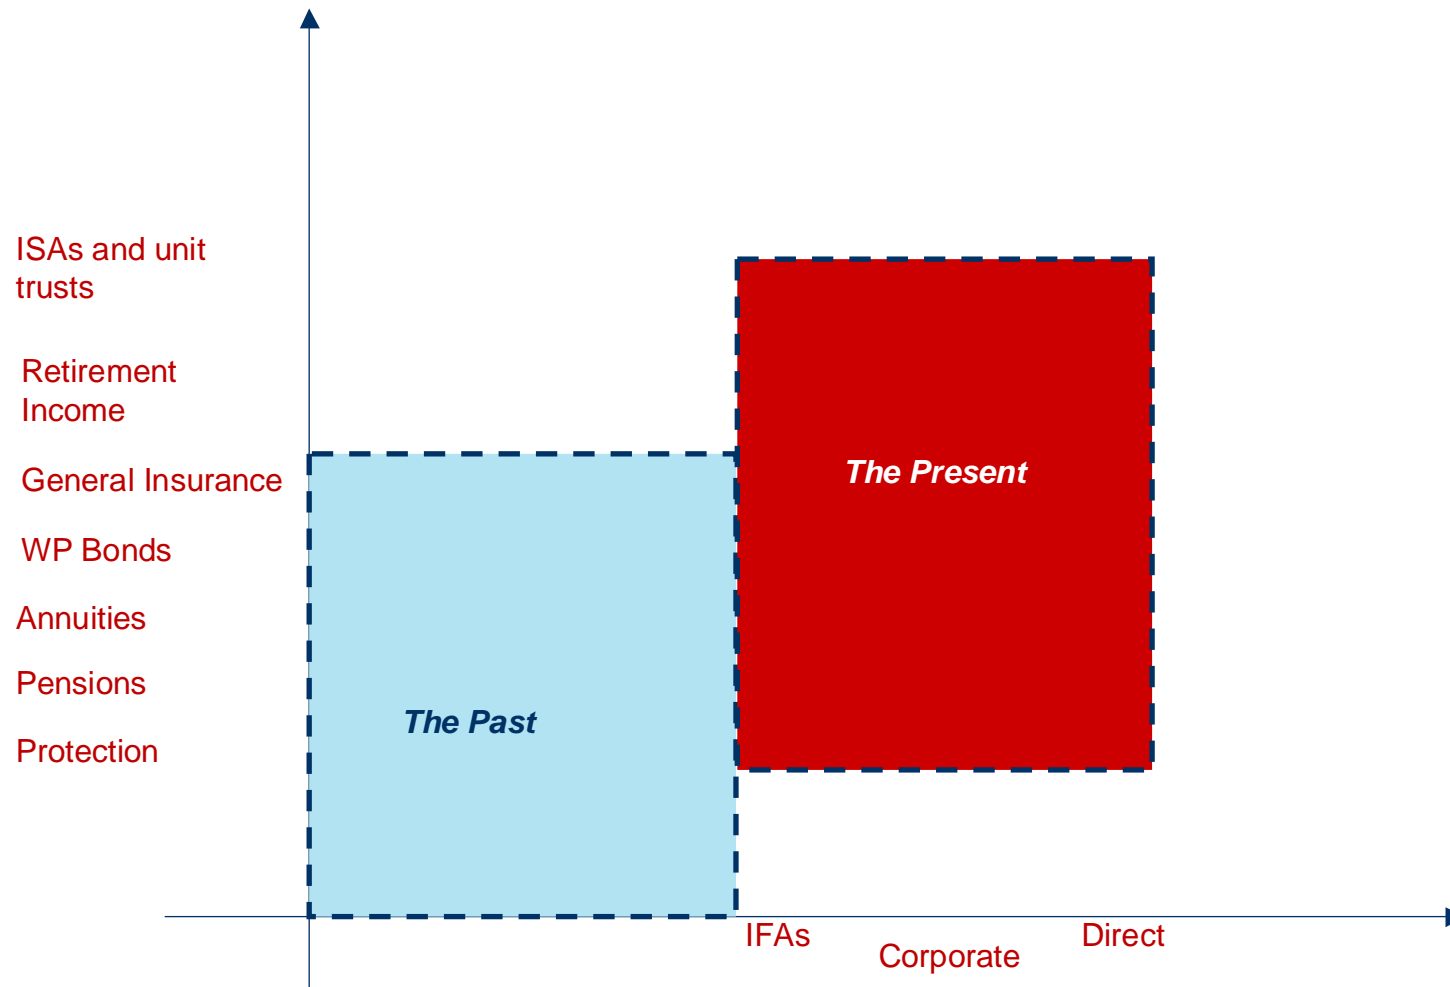 ISAs and unit
trusts
Retirement
Income
General Insurance
WP Bonds
Annuities
Pensions
Protection
The Present
The Past
IFAs
Corporate
Direct